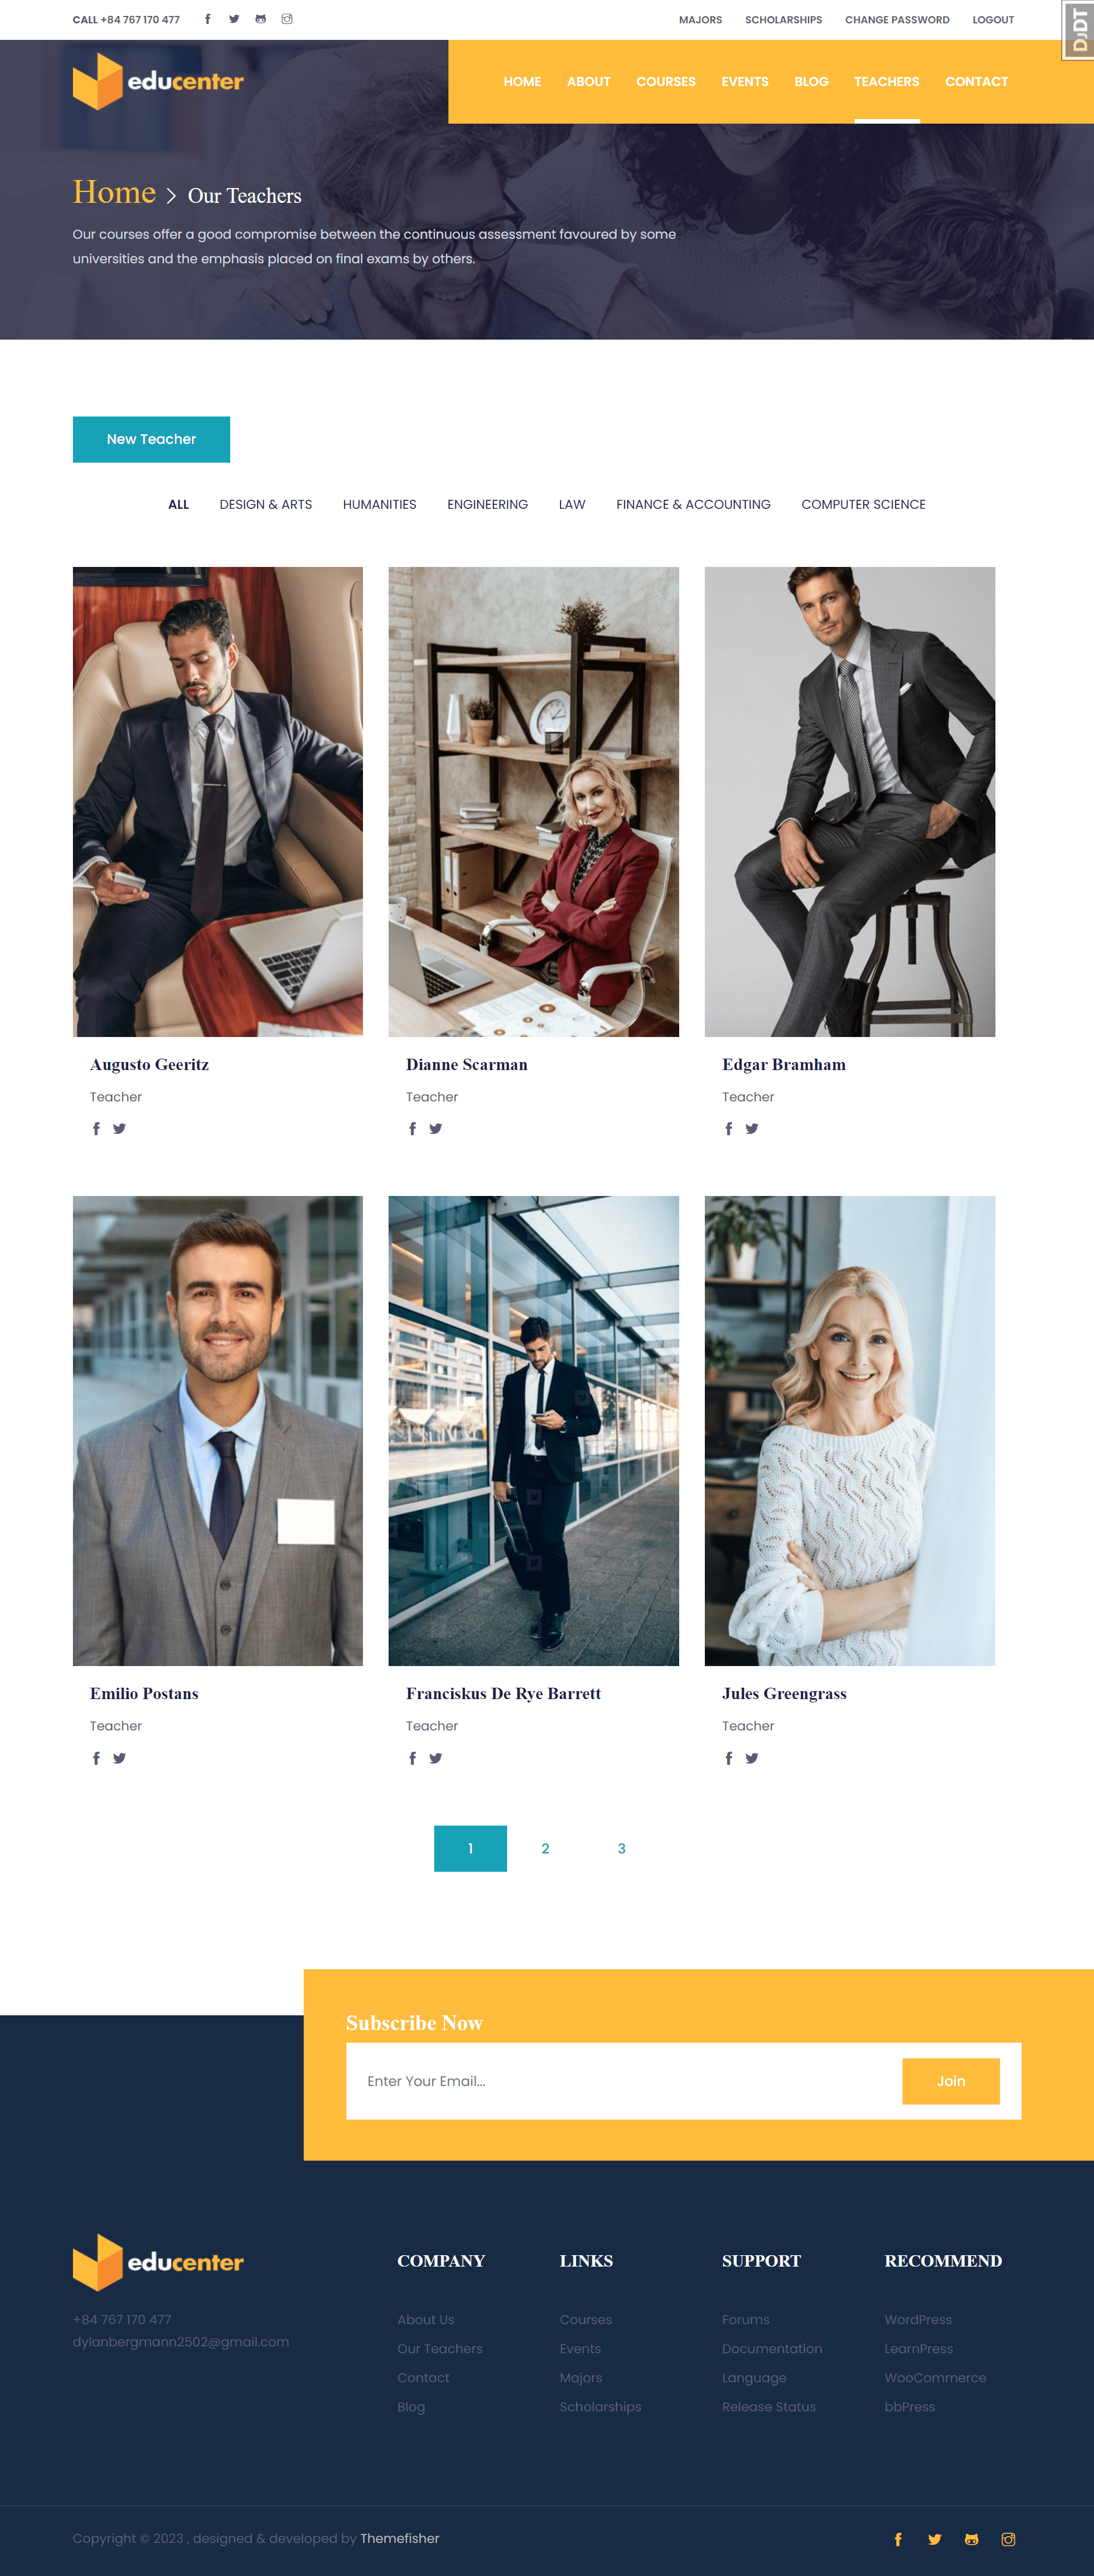 CALL +84 767 170 477
MAJORS SCHOLARSHIPS CHANGE PASSWORD LOGOUT
DJDT
educenter
HOME ABOUT COURSES EVENTS BLOG TEACHERS CONTACT
Home > Our Teachers
Our courses offer a good compromise between the continuous assessment favoured by some
universities and the emphasis placed on final exams by others.
New Teacher
ALL DESIGN & ARTS HUMANITIES ENGINEERING LAW FINANCE & ACCOUNTING COMPUTER SCIENCE
Augusto Geeritz
Teacher
Dianne Scarman
Teacher
Edgar Bramham
Teacher
Emilio Postans
Teacher
Franciskus De Rye Barrett
Teacher
Jules Greengrass
Teacher
1 2 3
Subscribe Now
Enter Your Email...
Join
educenter
+84 767 170 477
dylanbergmann2502@gmail.com
COMPANY
About Us
Our Teachers
Contact
Blog
LINKS
Courses
Events
Majors
Scholarships
SUPPORT
Forums
Documentation
Language
Release Status
RECOMMEND
WordPress
LearnPress
WooCommerce
bbPress
Copyright © 2023 , designed & developed by Themefisher